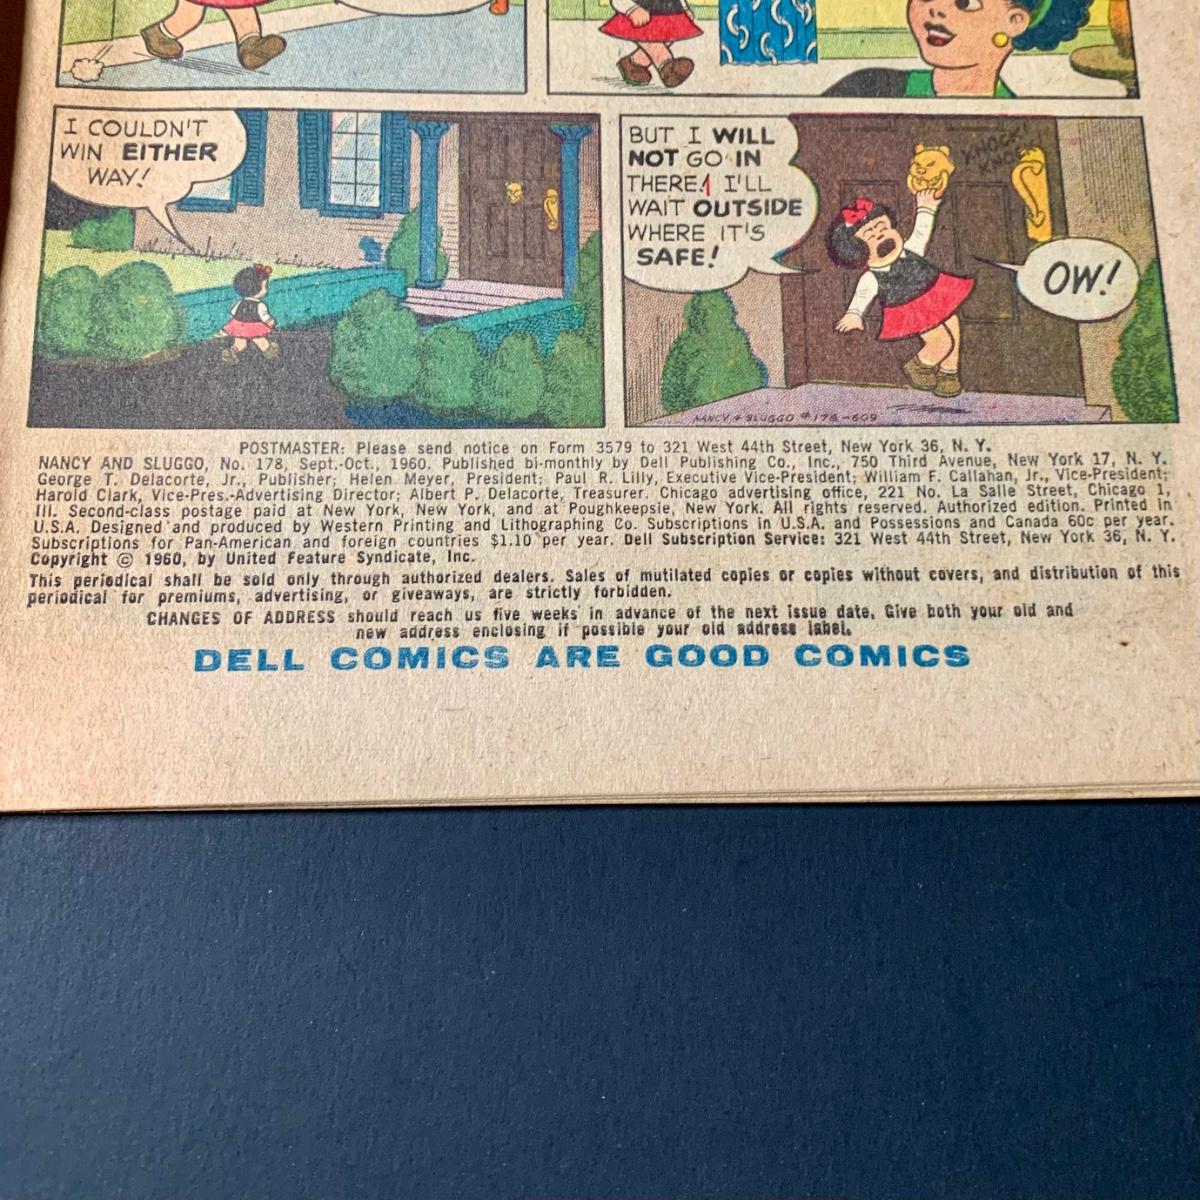 I COULDN'T
WIN EITHER
WAY!
BUT I WILL
NOT GO IN
THERE! I'LL
WAIT OUTSIDE
WHERE IT'S
SAFE!
KNOCK!
OW!
NANCY & SLUGGO #178-609
POSTMASTER: Please send notice on Form 3579 to 321 West 44th Street, New York 36, N. Y.
NANCY AND SLUGGO, No. 178, Sept.-Oct., 1960. Published bi-monthly by Dell Publishing Co., Inc., 750 Third Avenue, New York 17, N. Y.
George T. Delacorte, Jr., Publisher; Helen Meyer, President; Paul R. Lilly, Executive Vice-President; William F. Callahan, Jr., Vice-President;
Harold Clark, Vice-Pres.-Advertising Director; Albert P. Delacorte, Treasurer. Chicago advertising office, 221 No. La Salle Street, Chicago 1,
Ill. Second-class postage paid at New York, New York, and at Poughkeepsie, New York. All rights reserved. Authorized edition. Printed in
U.S.A. Designed and produced by Western Printing and Lithographing Co. Subscriptions in U.S.A. and Possessions and Canada 60c per year.
Subscriptions for Pan-American and foreign countries $1.10 per year. Dell Subscription Service: 321 West 44th Street, New York 36, N. Y.
Copyright © 1960, by United Feature Syndicate, Inc.
This periodical shall be sold only through authorized dealers. Sales of mutilated copies or copies without covers, and distribution of this
periodical for premiums, advertising, or giveaways, are strictly forbidden.
CHANGES OF ADDRESS should reach us five weeks in advance of the next issue date. Give both your old and
new address enclosing if possible your old address label.
DELL COMICS ARE GOOD COMICS